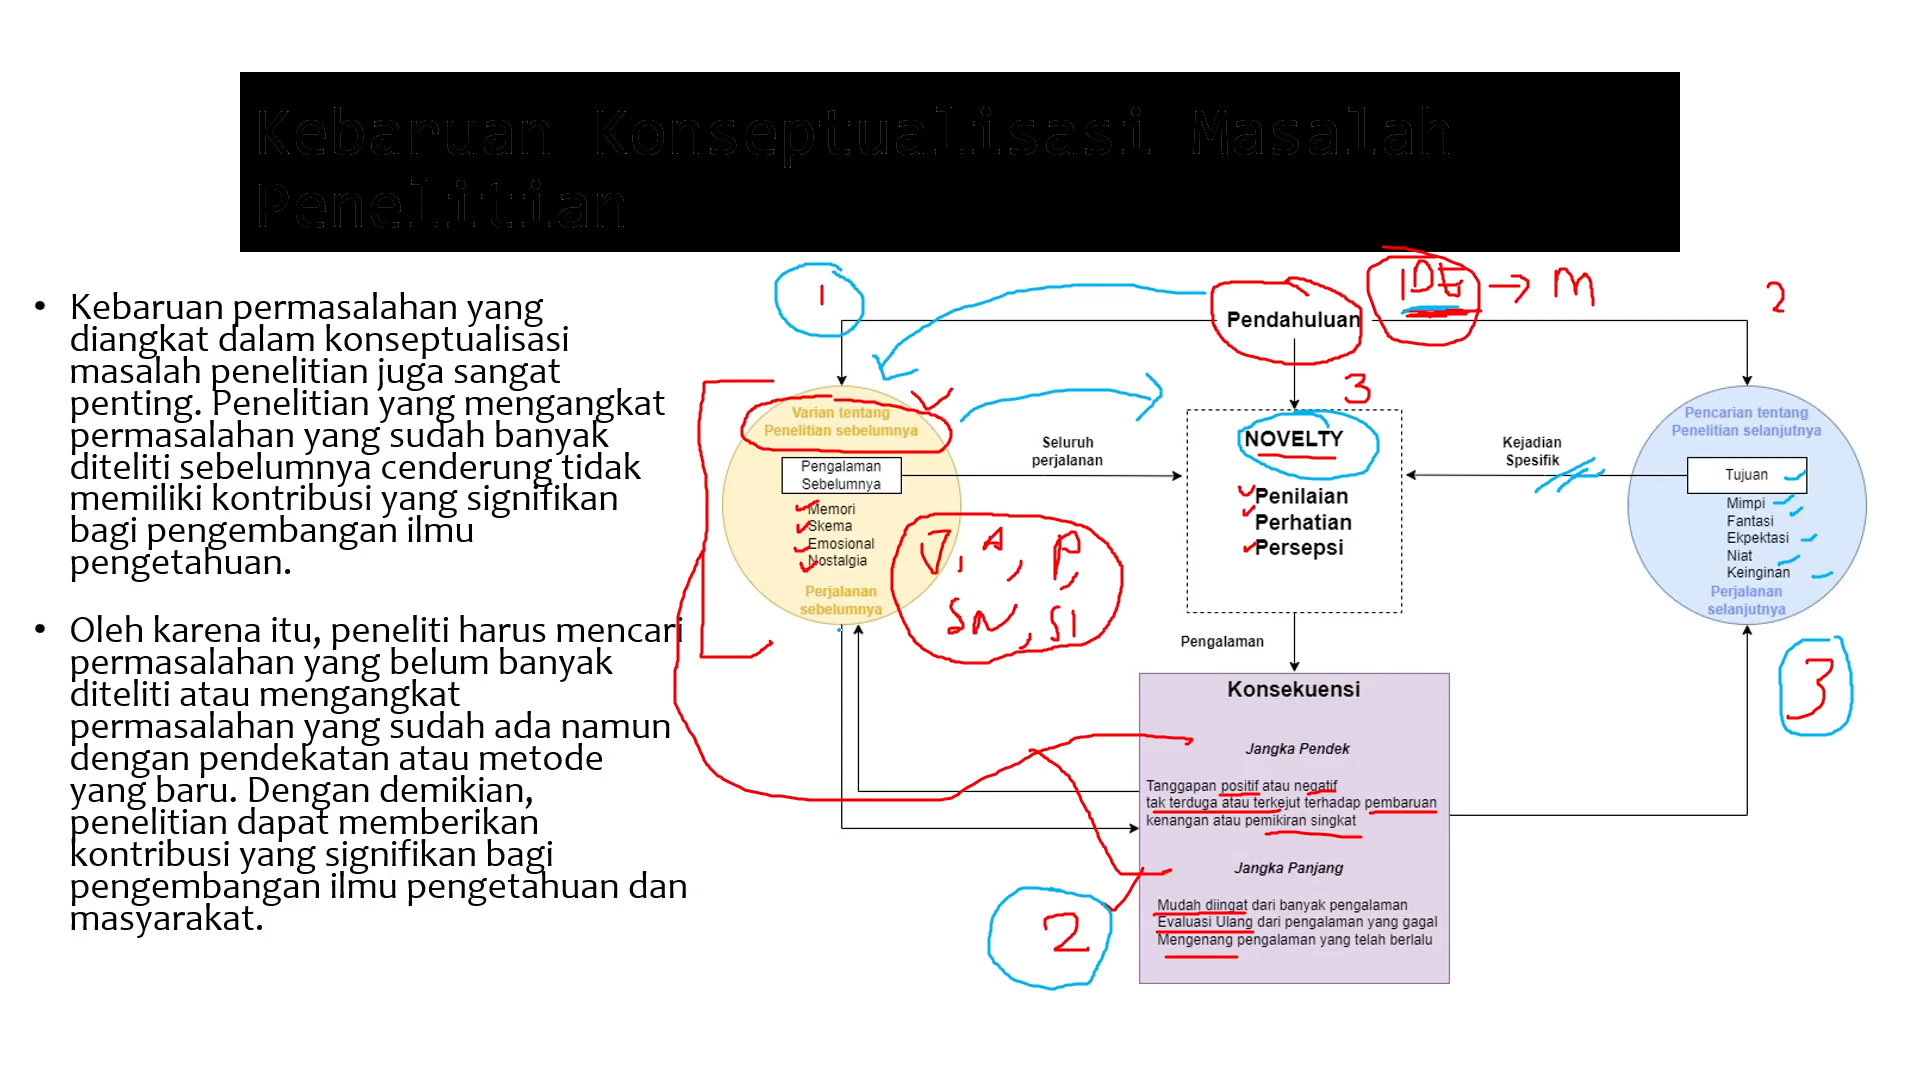 Kebaruan Konseptualisasi Masalah
Penelitian
• Kebaruan permasalahan yang
diangkat dalam konseptualisasi
masalah penelitian juga sangat
penting. Penelitian yang mengangkat
permasalahan yang sudah banyak
diteliti sebelumnya cenderung tidak
memiliki kontribusi yang signifikan
bagi pengembangan ilmu
pengetahuan.
• Oleh karena itu, peneliti harus mencari
permasalahan yang belum banyak
diteliti atau mengangkat
permasalahan yang sudah ada namun
dengan pendekatan atau metode
yang baru. Dengan demikian,
penelitian dapat memberikan
kontribusi yang signifikan bagi
pengembangan ilmu pengetahuan dan
masyarakat.
1
Pendahuluan
IDE → M
2
3
Varian tentang
Penelitian sebelumnya
Pengalaman
Sebelumnya
Memori
Skema
Emosional
Nostalgia
Perjalanan
sebelumnya
, A, P,
SN, SI
Seluruh
perjalanan
NOVELTY
Penilaian
Perhatian
Persepsi
Kejadian
Spesifik
Pencarian tentang
Penelitian selanjutnya
Tujuan
Mimpi
Fantasi
Ekpektasi
Niat
Keinginan
Perjalanan
selanjutnya
3
Pengalaman
Konsekuensi
Jangka Pendek
Tanggapan positif atau negatif
tak terduga atau terkejut terhadap pembaruan
kenangan atau pemikiran singkat
Jangka Panjang
Mudah diingat dari banyak pengalaman
Evaluasi Ulang dari pengalaman yang gagal
Mengenang pengalaman yang telah berlalu
2